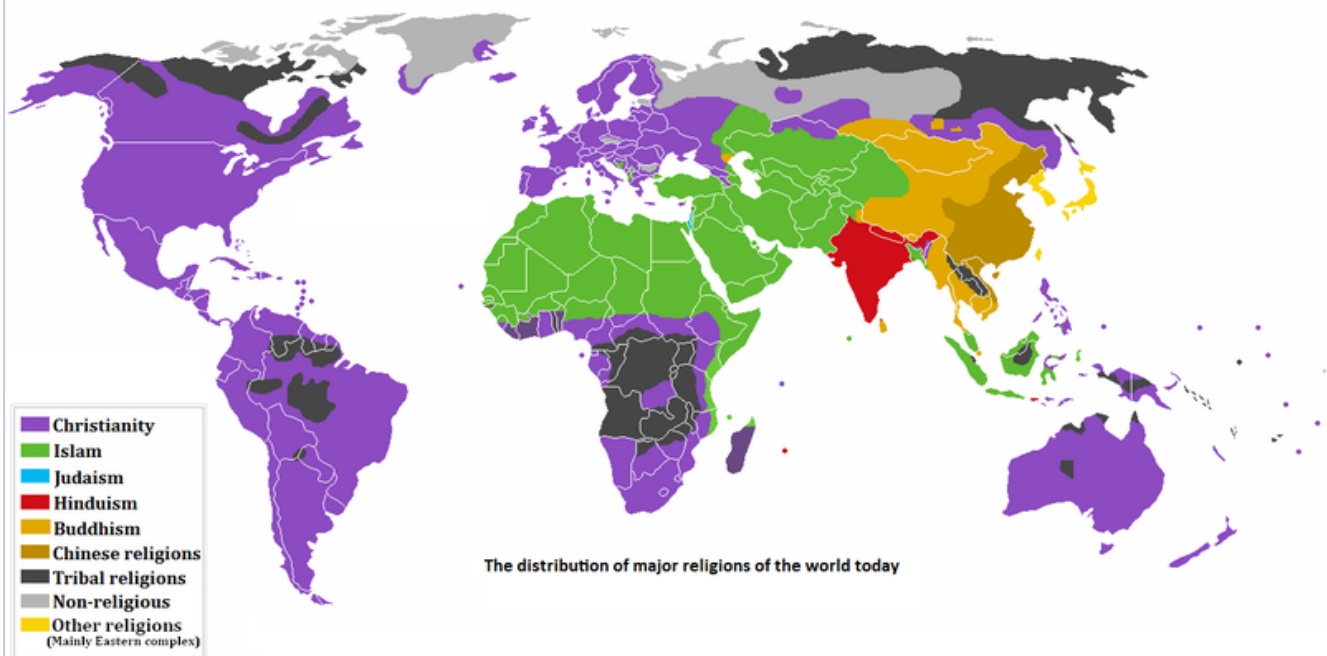 Christianity
Islam
Judaism
Hinduism
Buddhism
Chinese religions
Tribal religions
Non-religious
Other religions
(Mainly Eastern complex)
The distribution of major religions of the world today